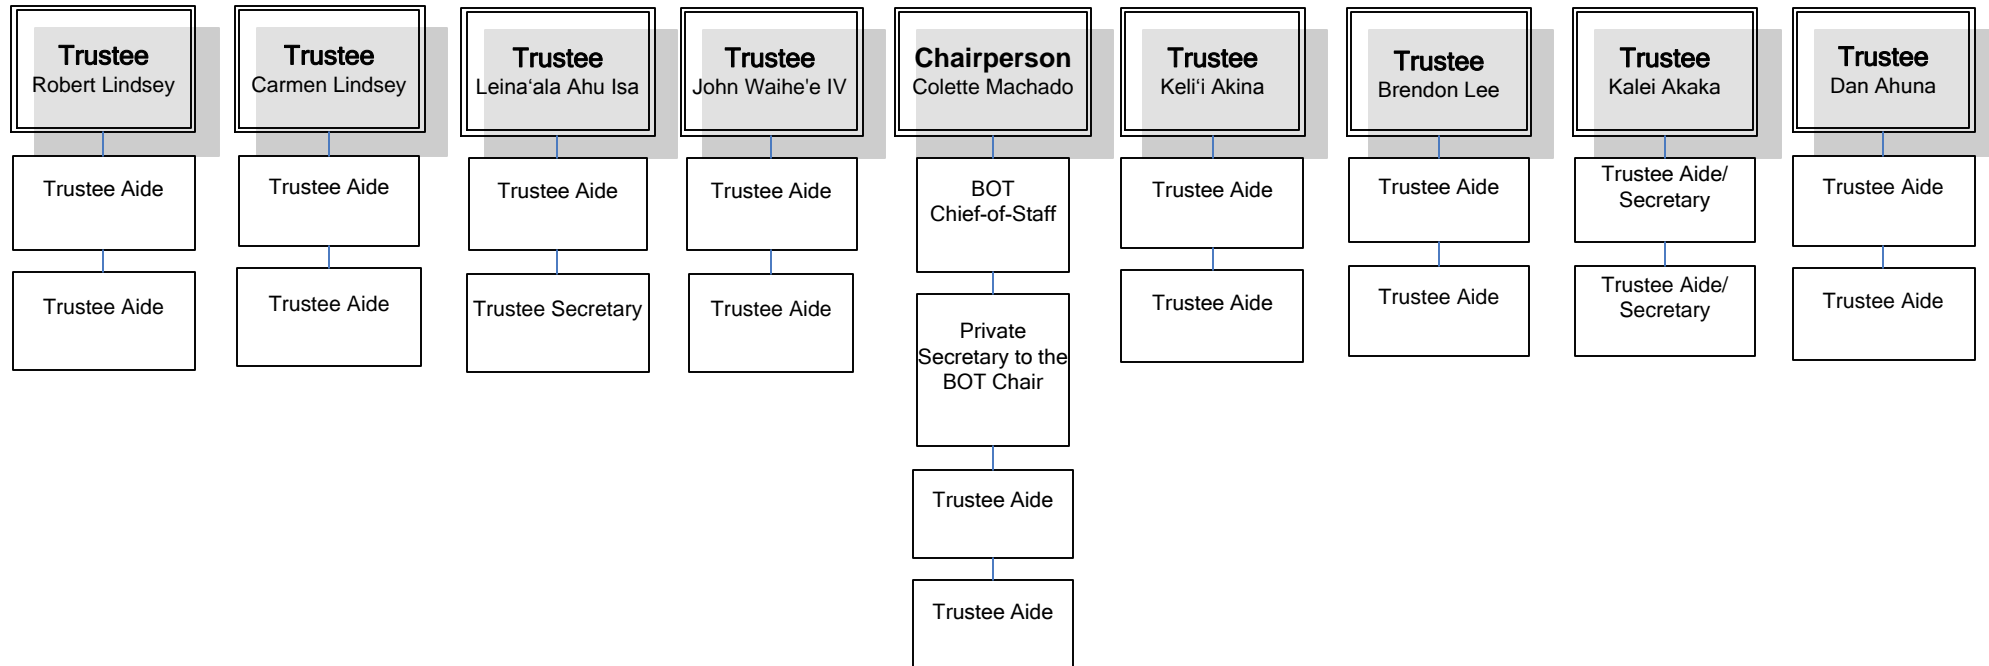 Trustee
Robert Lindsey
Trustee Aide
Trustee Aide
Trustee
Carmen Lindsey
Trustee Aide
Trustee Aide
Trustee
Leina‘ala Ahu Isa
Trustee Aide
Trustee Secretary
Trustee
John Waihe'e IV
Trustee Aide
Trustee Aide
Chairperson
Colette Machado
BOT
Chief-of-Staff
Private
Secretary to the
BOT Chair
Trustee Aide
Trustee Aide
Trustee
Keli‘i Akina
Trustee Aide
Trustee Aide
Trustee
Brendon Lee
Trustee Aide
Trustee Aide
Trustee
Kalei Akaka
Trustee Aide/
Secretary
Trustee Aide/
Secretary
Trustee
Dan Ahuna
Trustee Aide
Trustee Aide